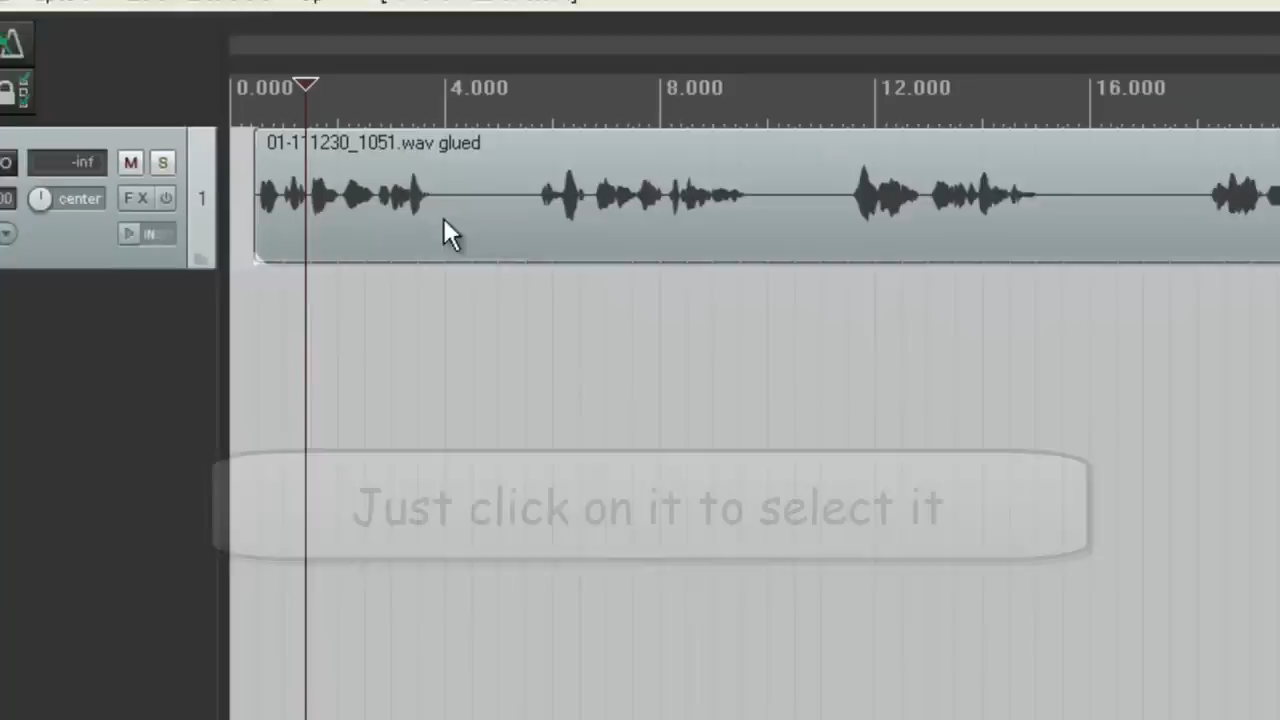 0.000 4.000 8.000 12.000 16.000
01-111230_1051.wav glued
-inf M S
center FX 1
IN
Just click on it to select it